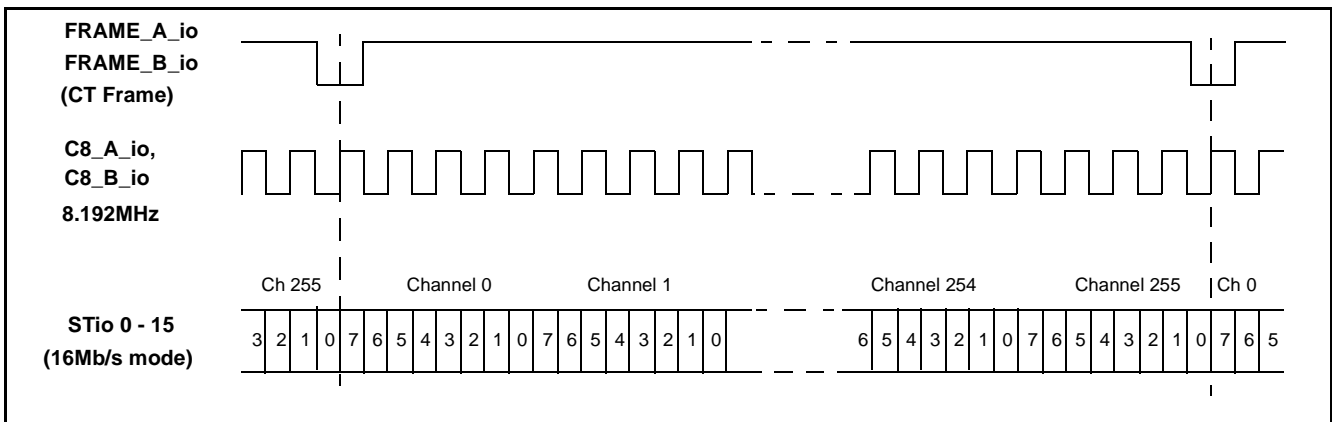 FRAME_A_io
FRAME_B_io
(CT Frame)
C8_A_io,
C8_B_io
8.192MHz
Ch 255 Channel 0 Channel 1 Channel 254 Channel 255 Ch 0
STio 0 - 15
(16Mb/s mode)
3 2 1 0 7 6 5 4 3 2 1 0 7 6 5 4 3 2 1 0 6 5 4 3 2 1 0 7 6 5 4 3 2 1 0 7 6 5